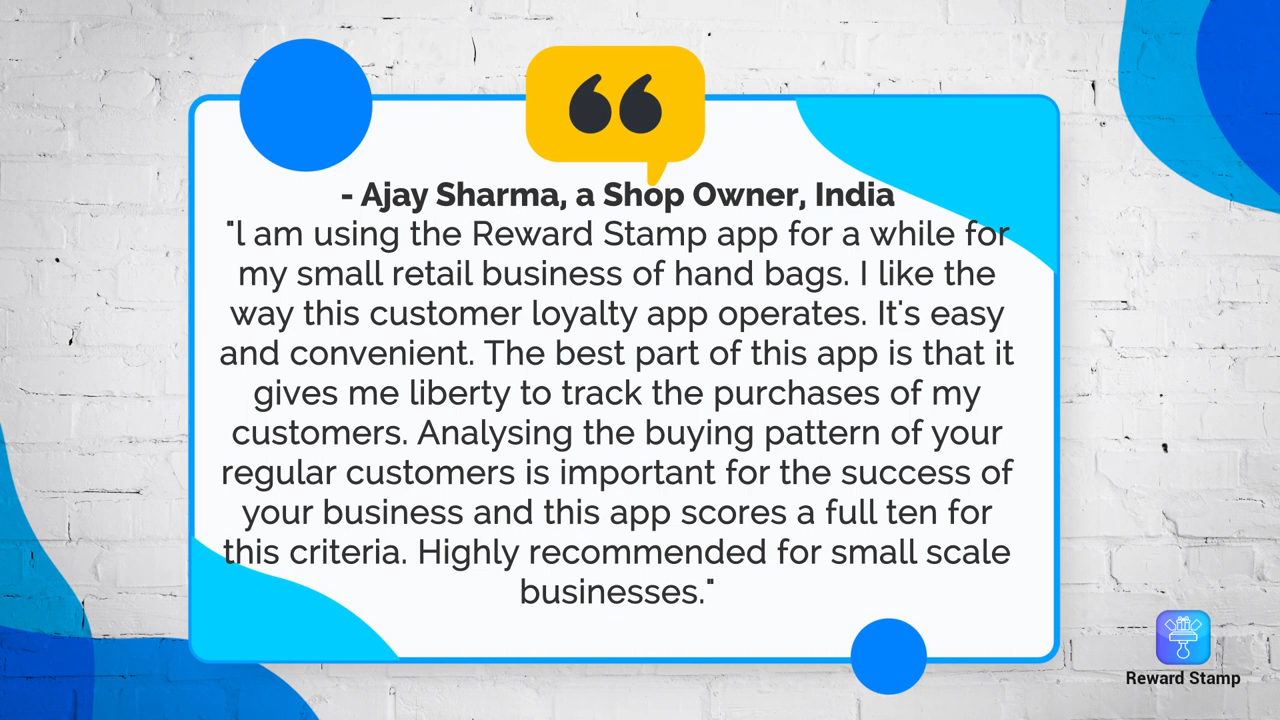 - Ajay Sharma, a Shop Owner, India
"l am using the Reward Stamp app for a while for
my small retail business of hand bags. I like the
way this customer loyalty app operates. It's easy
and convenient. The best part of this app is that it
gives me liberty to track the purchases of my
customers. Analysing the buying pattern of your
regular customers is important for the success of
your business and this app scores a full ten for
this criteria. Highly recommended for small scale
businesses."
Reward Stamp